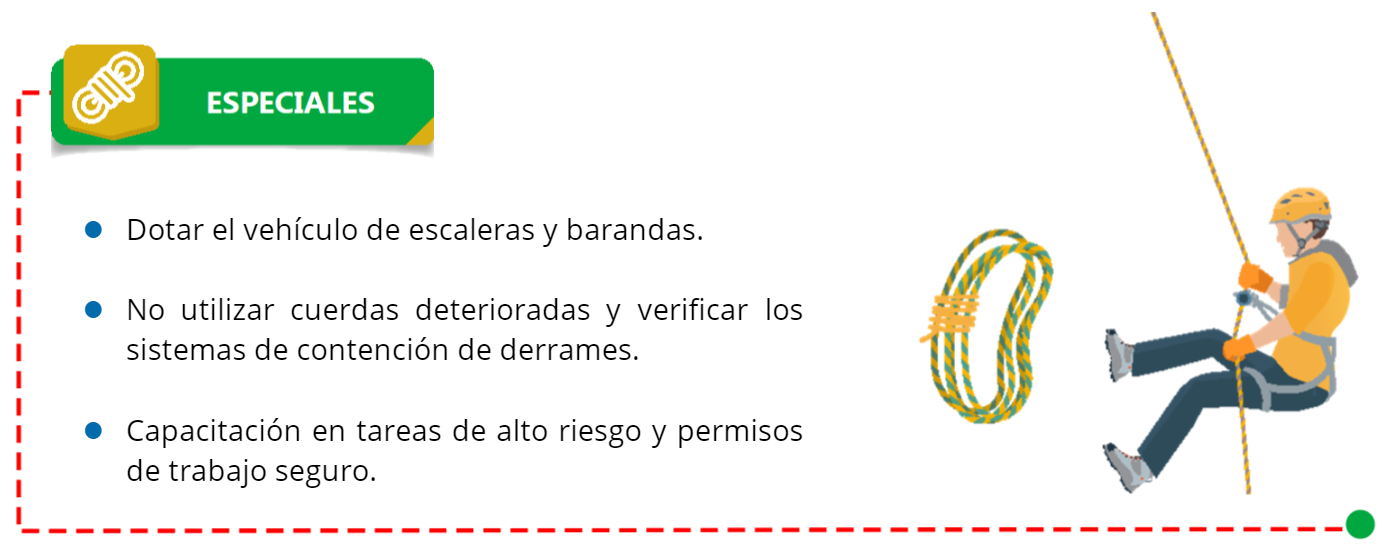 ESPECIALES
Dotar el vehículo de escaleras y barandas.
No utilizar cuerdas deterioradas y verificar los
sistemas de contención de derrames.
Capacitación en tareas de alto riesgo y permisos
de trabajo seguro.